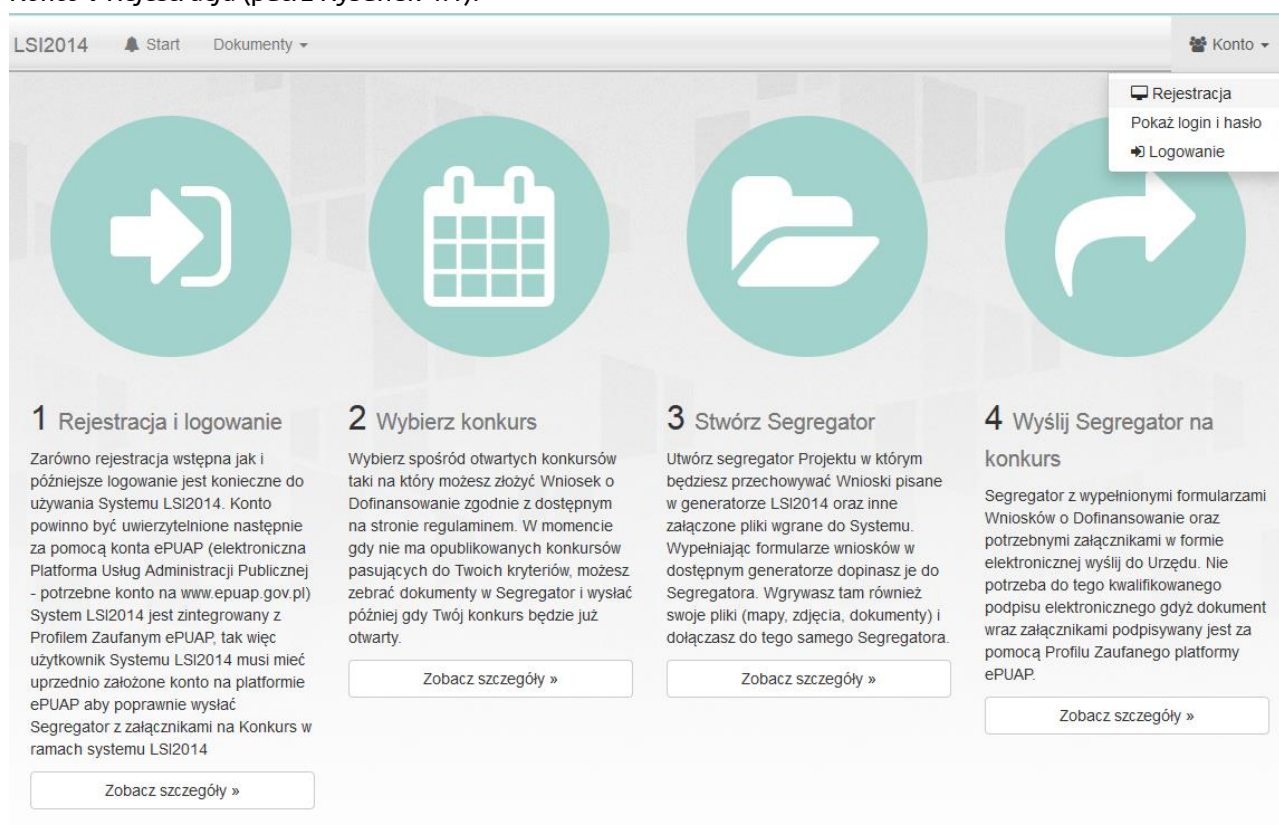 LSI2014 Start Dokumenty Konto
Rejestracja
Pokaż login i hasło
Logowanie
1 Rejestracja i logowanie
Zarówno rejestracja wstępna jak i
późniejsze logowanie jest konieczne do
używania Systemu LSI2014. Konto
powinno być uwierzytelnione następnie
za pomocą konta ePUAP (elektroniczna
Platforma Usług Administracji Publicznej
- potrzebne konto na www.epuap.gov.pl)
System LSI2014 jest zintegrowany z
Profilem Zaufanym ePUAP, tak więc
użytkownik Systemu LSI2014 musi mieć
uprzednio założone konto na platformie
ePUAP aby poprawnie wysłać
Segregator z załącznikami na Konkurs w
ramach systemu LSI2014
Zobacz szczegóły »
2 Wybierz konkurs
Wybierz spośród otwartych konkursów
taki na który możesz złożyć Wniosek o
Dofinansowanie zgodnie z dostępnym
na stronie regulaminem. W momencie
gdy nie ma opublikowanych konkursów
pasujących do Twoich kryteriów, możesz
zebrać dokumenty w Segregator i wysłać
później gdy Twój konkurs będzie już
otwarty.
Zobacz szczegóły »
3 Stwórz Segregator
Utwórz segregator Projektu w którym
będziesz przechowywać Wnioski pisane
w generatorze LSI2014 oraz inne
załączone pliki wgrane do Systemu.
Wypełniając formularze wniosków w
dostępnym generatorze dopinasz je do
Segregatora. Wgrywasz tam również
swoje pliki (mapy, zdjęcia, dokumenty) i
dołączasz do tego samego Segregatora.
Zobacz szczegóły »
4 Wyślij Segregator na
konkurs
Segregator z wypełnionymi formularzami
Wniosków o Dofinansowanie oraz
potrzebnymi załącznikami w formie
elektronicznej wyślij do Urzędu. Nie
potrzeba do tego kwalifikowanego
podpisu elektronicznego gdyż dokument
wraz załącznikami podpisywany jest za
pomocą Profilu Zaufanego platformy
ePUAP.
Zobacz szczegóły »